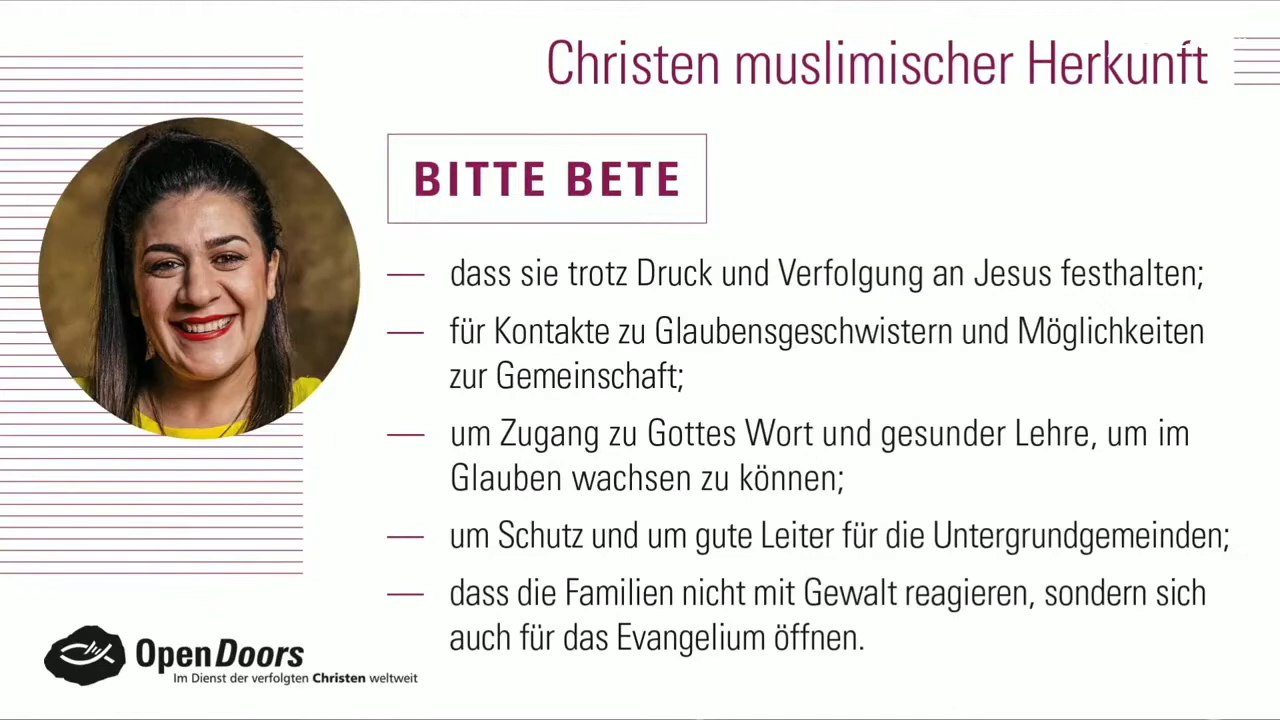 Christen muslimischer Herkunft
BITTE BETE
— dass sie trotz Druck und Verfolgung an Jesus festhalten;
— für Kontakte zu Glaubensgeschwistern und Möglichkeiten
zur Gemeinschaft;
— um Zugang zu Gottes Wort und gesunder Lehre, um im
Glauben wachsen zu können;
— um Schutz und um gute Leiter für die Untergrundgemeinden;
— dass die Familien nicht mit Gewalt reagieren, sondern sich
auch für das Evangelium öffnen.
Open Doors
Im Dienst der verfolgten Christen weltweit